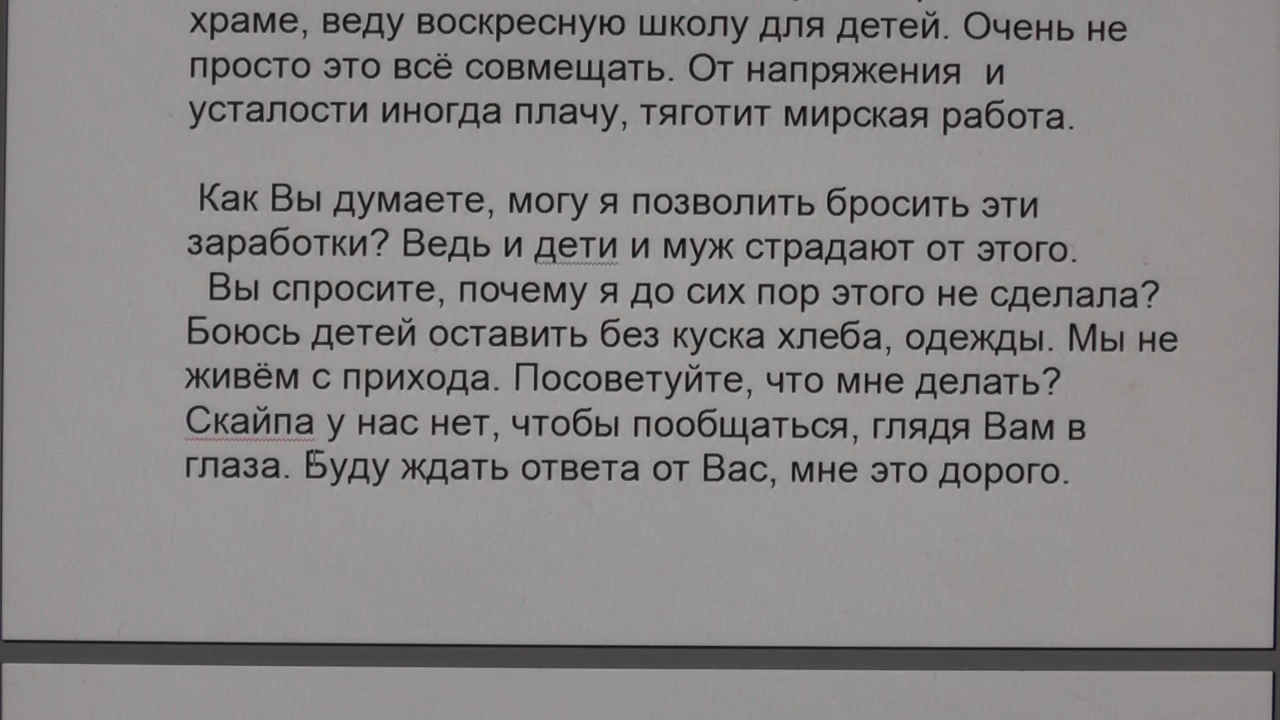 храме, веду воскресную школу для детей. Очень не
просто это всё совмещать. От напряжения и
усталости иногда плачу, тяготит мирская работа.
Как Вы думаете, могу я позволить бросить эти
заработки? Ведь и дети и муж страдают от этого.
Вы спросите, почему я до сих пор этого не сделала?
Боюсь детей оставить без куска хлеба, одежды. Мы не
живём с прихода. Посоветуйте, что мне делать?
Скайпа у нас нет, чтобы пообщаться, глядя Вам в
глаза. Буду ждать ответа от Вас, мне это дорого.